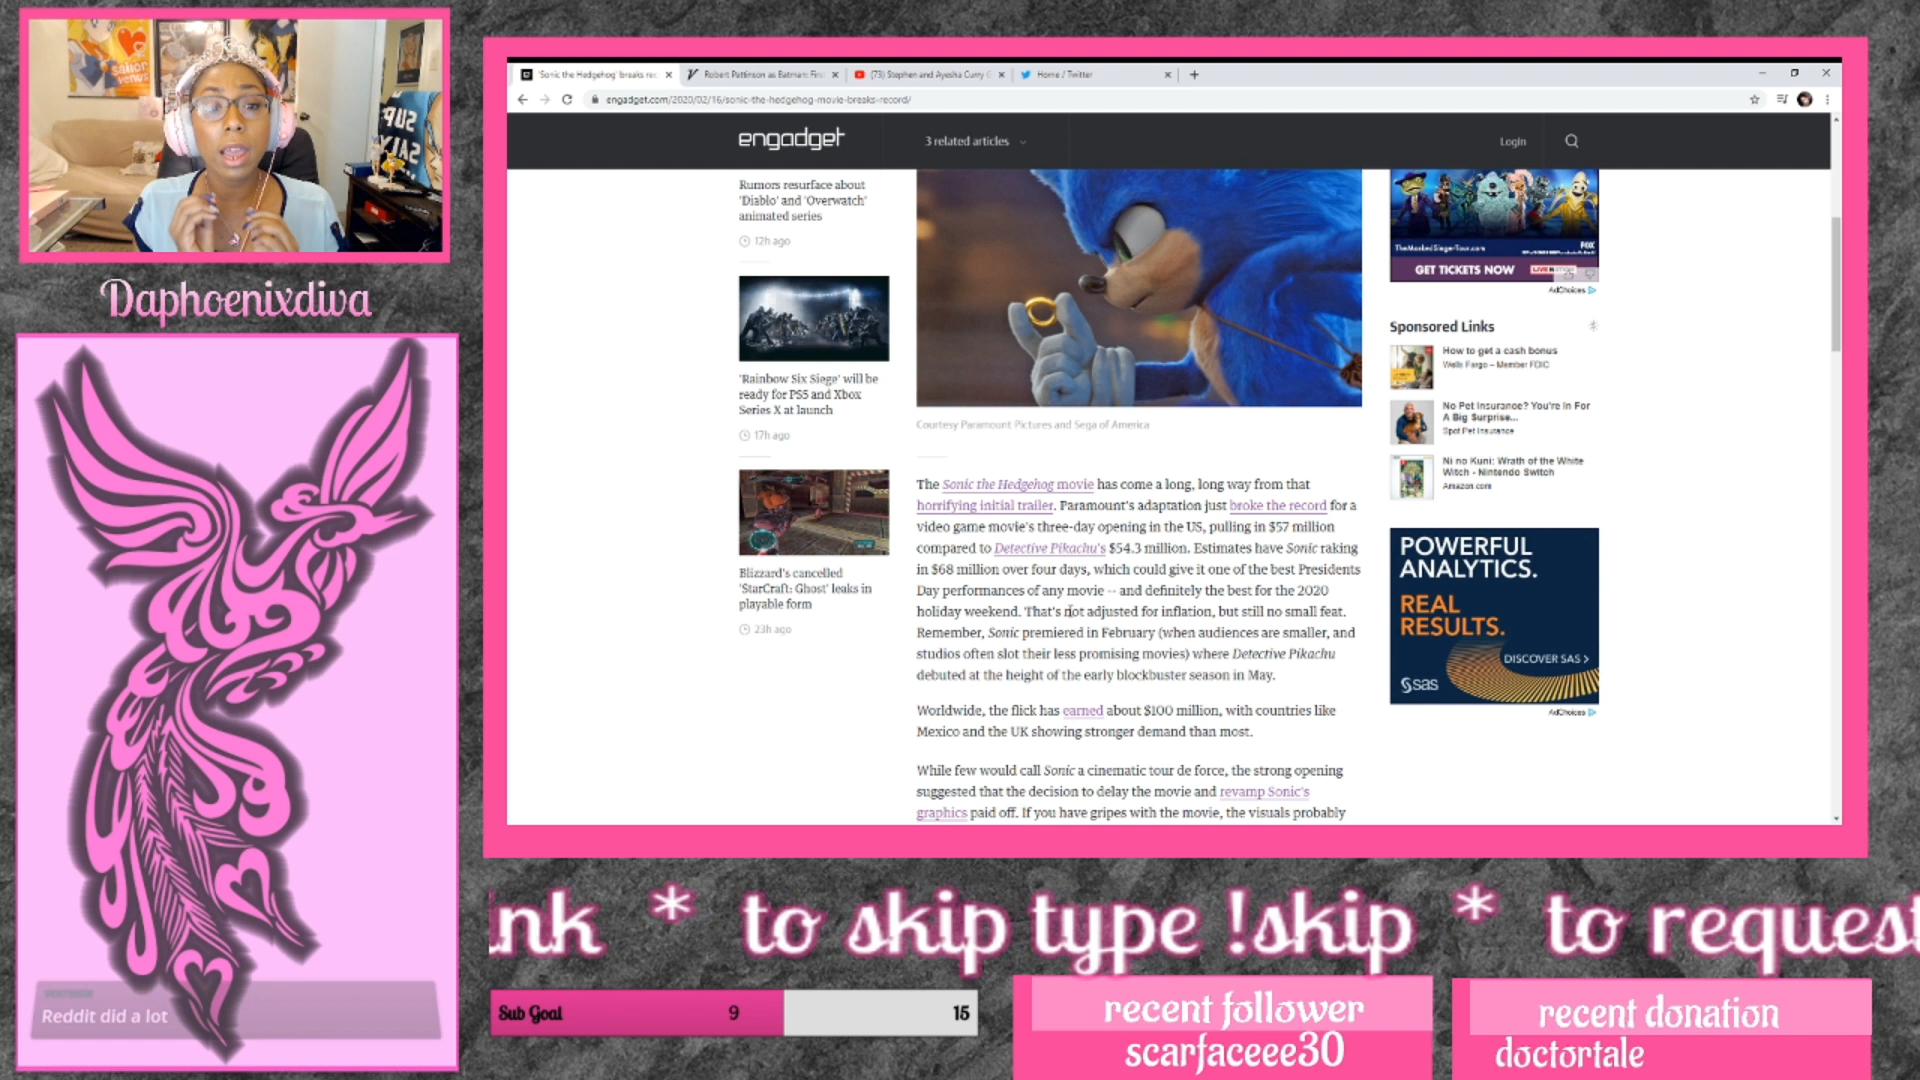 sailor
venus
Daphoenixdiva
Reddit did a lot
'Sonic the Hedgehog' breaks rec
Robert Pattinson as Batman: Firs
(73) Stephen and Ayesha Curry G
Home / Twitter
engadget.com/2020/02/16/sonic-the-hedgehog-movie-breaks-record/
engadget
3 related articles
Login
Rumors resurface about
'Diablo' and 'Overwatch'
animated series
12h ago
'Rainbow Six Siege' will be
ready for PS5 and Xbox
Series X at launch
17h ago
Blizzard's cancelled
'StarCraft: Ghost' leaks in
playable form
23h ago
Courtesy Paramount Pictures and Sega of America
The Sonic the Hedgehog movie has come a long, long way from that
horrifying initial trailer. Paramount's adaptation just broke the record for a
video game movie's three-day opening in the US, pulling in $57 million
compared to Detective Pikachu's $54.3 million. Estimates have Sonic raking
in $68 million over four days, which could give it one of the best Presidents
Day performances of any movie -- and definitely the best for the 2020
holiday weekend. That's not adjusted for inflation, but still no small feat.
Remember, Sonic premiered in February (when audiences are smaller, and
studios often slot their less promising movies) where Detective Pikachu
debuted at the height of the early blockbuster season in May.
Worldwide, the flick has earned about $100 million, with countries like
Mexico and the UK showing stronger demand than most.
While few would call Sonic a cinematic tour de force, the strong opening
suggested that the decision to delay the movie and revamp Sonic's
graphics paid off. If you have gripes with the movie, the visuals probably
TheMaskedSingerTour.com
FOX
GET TICKETS NOW
AdChoices
Sponsored Links
How to get a cash bonus
Wells Fargo – Member FDIC
No Pet Insurance? You're In For
A Big Surprise...
Spot Pet Insurance
Ni no Kuni: Wrath of the White
Witch - Nintendo Switch
Amazon.com
POWERFUL
ANALYTICS.
REAL
RESULTS.
DISCOVER SAS >
sas
AdChoices
ink * to skip type !skip * to request
Sub Goal 9 15
recent follower
scarfaceee30
recent donation
doctortale